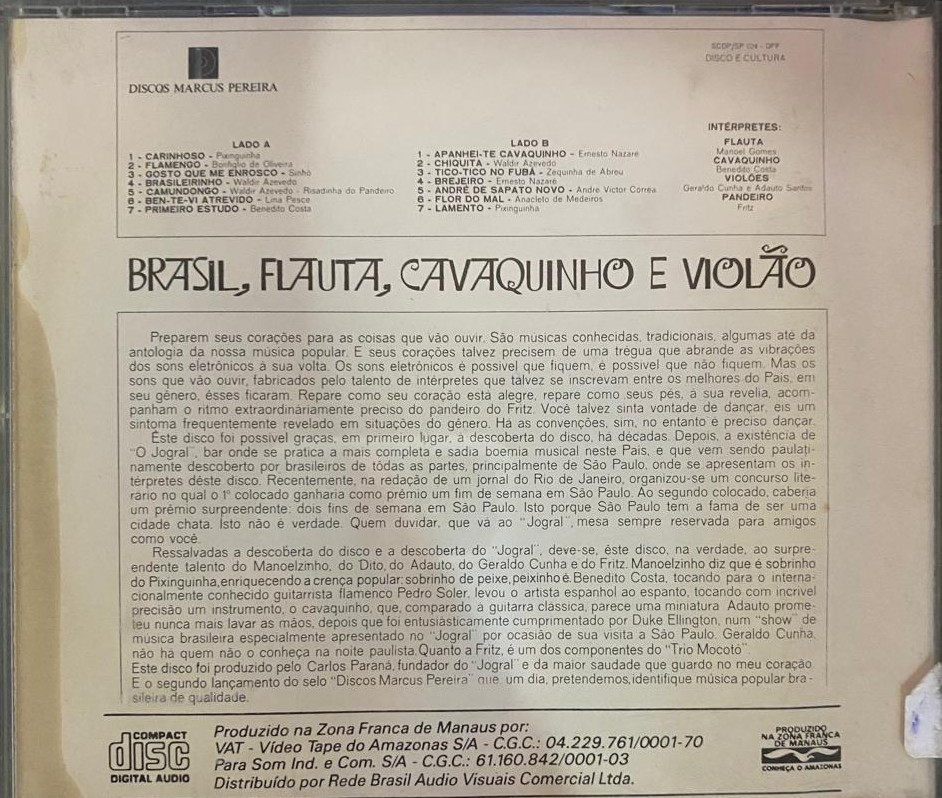 DISCOS MARCUS PEREIRA
SCDP/SP 024 - DPF
DISCO É CULTURA
LADO A
1 - CARINHOSO - Pixinguinha
2 - FLAMENGO - Bonfiglio de Oliveira
3 - GOSTO QUE ME ENROSCO - Sinhô
4 - BRASILEIRINHO - Waldir Azevedo
5 - CAMUNDONGO - Waldir Azevedo - Risadinha do Pandeiro
6 - BEN-TE-VI ATREVIDO - Lina Pesce
7 - PRIMEIRO ESTUDO - Benedito Costa
LADO B
1 - APANHEI-TE CAVAQUINHO - Ernesto Nazaré
2 - CHIQUITA - Waldir Azevedo
3 - TICO-TICO NO FUBÁ - Zequinha de Abreu
4 - BREJEIRO - Ernesto Nazaré
5 - ANDRÉ DE SAPATO NOVO - André Victor Correa
6 - FLOR DO MAL - Anacleto de Medeiros
7 - LAMENTO - Pixinguinha
INTÉRPRETES:
FLAUTA
Manoel Gomes
CAVAQUINHO
Benedito Costa
VIOLÕES
Geraldo Cunha e Adauto Santos
PANDEIRO
Fritz
BRASIL, FLAUTA, CAVAQUINHO E VIOLÃO
Preparem seus corações para as coisas que vão ouvir. São músicas conhecidas, tradicionais, algumas até da
antologia da nossa música popular. E seus corações talvez precisem de uma trégua que abrande as vibrações
dos sons eletrônicos à sua volta. Os sons eletrônicos é possível que fiquem, é possível que não fiquem. Mas os
sons que vão ouvir, fabricados pelo talento de intérpretes que talvez se inscrevam entre os melhores do País, em
seu gênero, êsses ficaram. Repare como seu coração está alegre, repare como seus pés, à sua revelia, acom-
panham o ritmo extraordinàriamente preciso do pandeiro do Fritz. Você talvez sinta vontade de dançar, eis um
sintoma frequentemente revelado em situações do gênero. Há as convenções, sim, no entanto é preciso dançar.
Êste disco foi possível graças, em primeiro lugar, à descoberta do disco, há décadas. Depois, à existência de
"O Jogral", bar onde se pratica a mais completa e sadia boemia musical neste País, e que vem sendo paulati-
namente descoberto por brasileiros de tôdas as partes, principalmente de São Paulo, onde se apresentam os in-
térpretes dêste disco. Recentemente, na redação de um jornal do Rio de Janeiro, organizou-se um concurso lite-
rário no qual o 1º colocado ganharia como prêmio um fim de semana em São Paulo. Ao segundo colocado, caberia
um prêmio surpreendente: dois fins de semana em São Paulo. Isto porque São Paulo tem a fama de ser uma
cidade chata. Isto não é verdade. Quem duvidar, que vá ao "Jogral", mesa sempre reservada para amigos
como você.
Ressalvadas a descoberta do disco e a descoberta do "Jogral", deve-se, êste disco, na verdade, ao surpre-
endente talento do Manoelzinho, do Dito, do Adauto, do Geraldo Cunha e do Fritz. Manoelzinho diz que é sobrinho
do Pixinguinha, enriquecendo a crença popular: sobrinho de peixe, peixinho é. Benedito Costa, tocando para o interna-
cionalmente conhecido guitarrista flamenco Pedro Soler, levou o artista espanhol ao espanto, tocando com incrível
precisão um instrumento, o cavaquinho, que, comparado à guitarra clássica, parece uma miniatura. Adauto prome-
teu nunca mais lavar as mãos, depois que foi entusiàsticamente cumprimentado por Duke Ellington, num "show" de
música brasileira especialmente apresentado no "Jogral" por ocasião de sua visita a São Paulo. Geraldo Cunha,
não há quem não o conheça na noite paulista. Quanto a Fritz, é um dos componentes do "Trio Mocotó".
Este disco foi produzido pelo Carlos Paraná, fundador do "Jogral" e da maior saudade que guardo no meu coração.
É o segundo lançamento do selo "Discos Marcus Pereira" que, um dia, pretendemos, identifique música popular bra-
sileira de qualidade.
COMPACT
disc
DIGITAL AUDIO
Produzido na Zona Franca de Manaus por:
VAT - Vídeo Tape do Amazonas S/A - C.G.C.: 04.229.761/0001-70
Para Som Ind. e Com. S/A - C.G.C.: 61.160.842/0001-03
Distribuído por Rede Brasil Audio Visuais Comercial Ltda.
PRODUZIDO
NA ZONA FRANCA
DE MANAUS
CONHEÇA O AMAZONAS